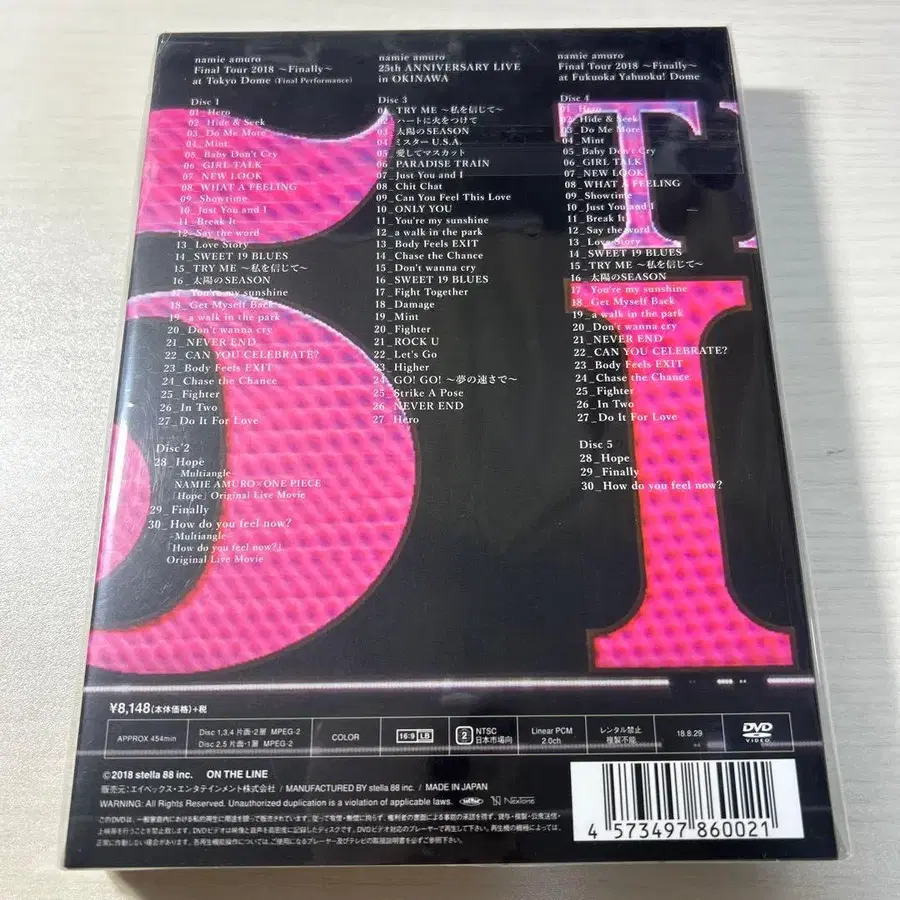 namie amuro
Final Tour 2018 ~Finally~
at Tokyo Dome (Final Performance)
Disc 1
01_Hero
02_Hide & Seek
03_Do Me More
04_Mint
05_Baby Don't Cry
06_GIRL TALK
07_NEW LOOK
08_WHAT A FEELING
09_Showtime
10_Just You and I
11_Break It
12_Say the word
13_Love Story
14_SWEET 19 BLUES
15_TRY ME ~私を信じて~
16_太陽のSEASON
17_You're my sunshine
18_Get Myself Back
19_a walk in the park
20_Don't wanna cry
21_NEVER END
22_CAN YOU CELEBRATE?
23_Body Feels EXIT
24_Chase the Chance
25_Fighter
26_In Two
27_Do It For Love
Disc 2
28_Hope
-Multiangle-
NAMIE AMURO×ONE PIECE
「Hope」Original Live Movie
29_Finally
30_How do you feel now?
-Multiangle-
「How do you feel now?」
Original Live Movie
namie amuro
25th ANNIVERSARY LIVE
in OKINAWA
Disc 3
01_TRY ME ~私を信じて~
02_ハートに火をつけて
03_太陽のSEASON
04_ミスターU.S.A.
05_愛してマスカット
06_PARADISE TRAIN
07_Just You and I
08_Chit Chat
09_Can You Feel This Love
10_ONLY YOU
11_You're my sunshine
12_a walk in the park
13_Body Feels EXIT
14_Chase the Chance
15_Don't wanna cry
16_SWEET 19 BLUES
17_Fight Together
18_Damage
19_Mint
20_Fighter
21_ROCK U
22_Let's Go
23_Higher
24_GO! GO! ~夢の速さで~
25_Strike A Pose
26_NEVER END
27_Hero
namie amuro
Final Tour 2018 ~Finally~
at Fukuoka Yahuoku! Dome
Disc 4
01_Hero
02_Hide & Seek
03_Do Me More
04_Mint
05_Baby Don't Cry
06_GIRL TALK
07_NEW LOOK
08_WHAT A FEELING
09_Showtime
10_Just You and I
11_Break It
12_Say the word
13_Love Story
14_SWEET 19 BLUES
15_TRY ME ~私を信じて~
16_太陽のSEASON
17_You're my sunshine
18_Get Myself Back
19_a walk in the park
20_Don't wanna cry
21_NEVER END
22_CAN YOU CELEBRATE?
23_Body Feels EXIT
24_Chase the Chance
25_Fighter
26_In Two
27_Do It For Love
Disc 5
28_Hope
29_Finally
30_How do you feel now?
¥8,148(本体価格)+税
APPROX 454min
Disc 1,3,4 片面・2層 MPEG-2
Disc 2,5 片面・1層 MPEG-2
COLOR
16:9 LB
2 NTSC
日本市場向
Linear PCM
2.0ch
レンタル禁止
複製不能
18.8.29
DVD
VIDEO
©2018 stella 88 inc. ON THE LINE
販売元:エイベックス・エンタテインメント株式会社 / MANUFACTURED BY stella 88 inc. / MADE IN JAPAN
WARNING: All Rights Reserved. Unauthorized duplication is a violation of applicable laws.
NexTone
4 573497 860021